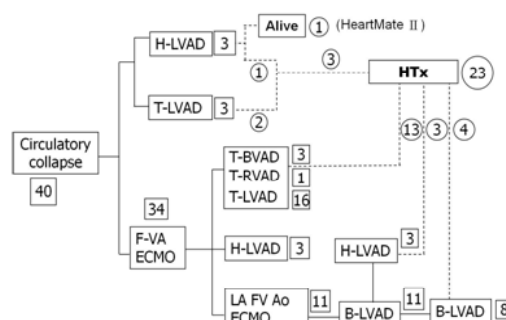 Alive 1 (HeartMate II)
H-LVAD 3
1
3
HTx 23
T-LVAD 3
2
13 3 4
Circulatory
collapse
40
T-BVAD 3
T-RVAD 1
T-LVAD 16
34
F-VA
ECMO
H-LVAD 3
H-LVAD 3
LA FV Ao
ECMO
11
B-LVAD
11
B-LVAD
8